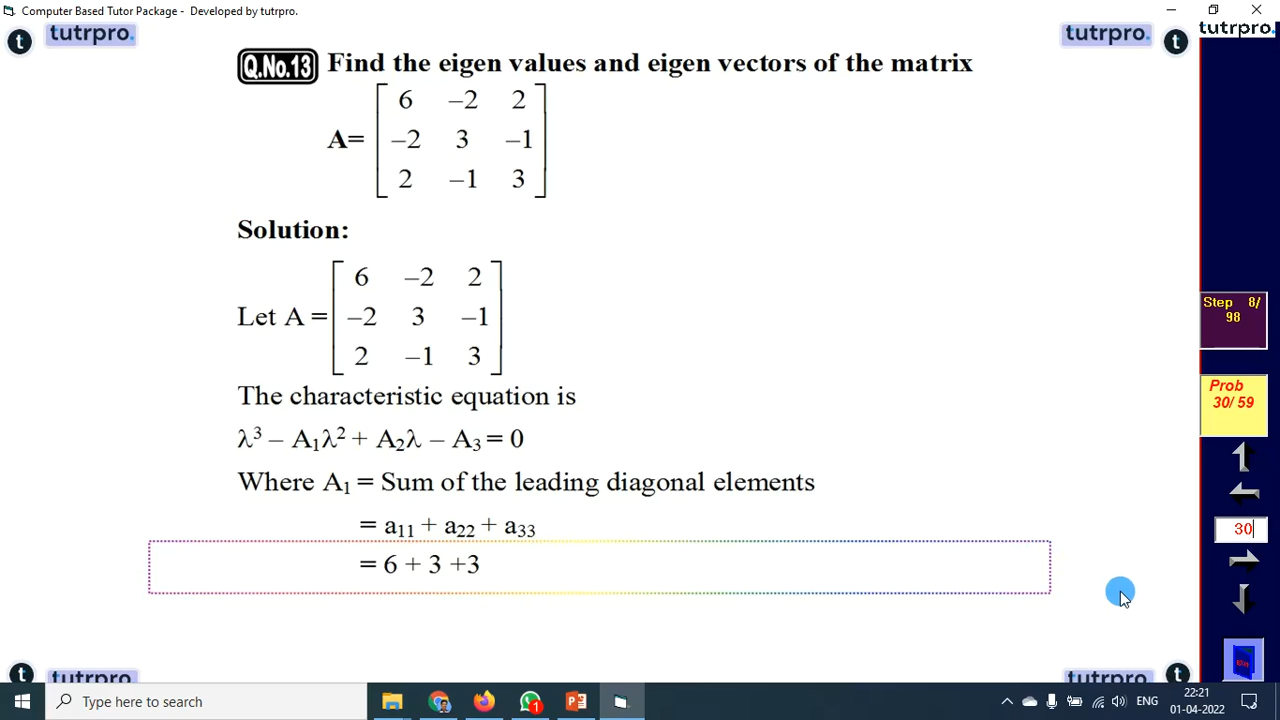 Computer Based Tutor Package - Developed by tutrpro.
tutrpro.
tutrpro.
tutrpro.
Q.No.13 Find the eigen values and eigen vectors of the matrix
A= [ 6 –2 2
–2 3 –1
2 –1 3 ]
Solution:
Let A = [ 6 –2 2
–2 3 –1
2 –1 3 ]
The characteristic equation is
λ³ – A₁λ² + A₂λ – A₃ = 0
Where A₁ = Sum of the leading diagonal elements
= a₁₁ + a₂₂ + a₃₃
= 6 + 3 +3
Step 8/
98
Prob
30/ 59
30
tutrpro.
tutrpro.
Type here to search
1
ENG
22:21
01-04-2022